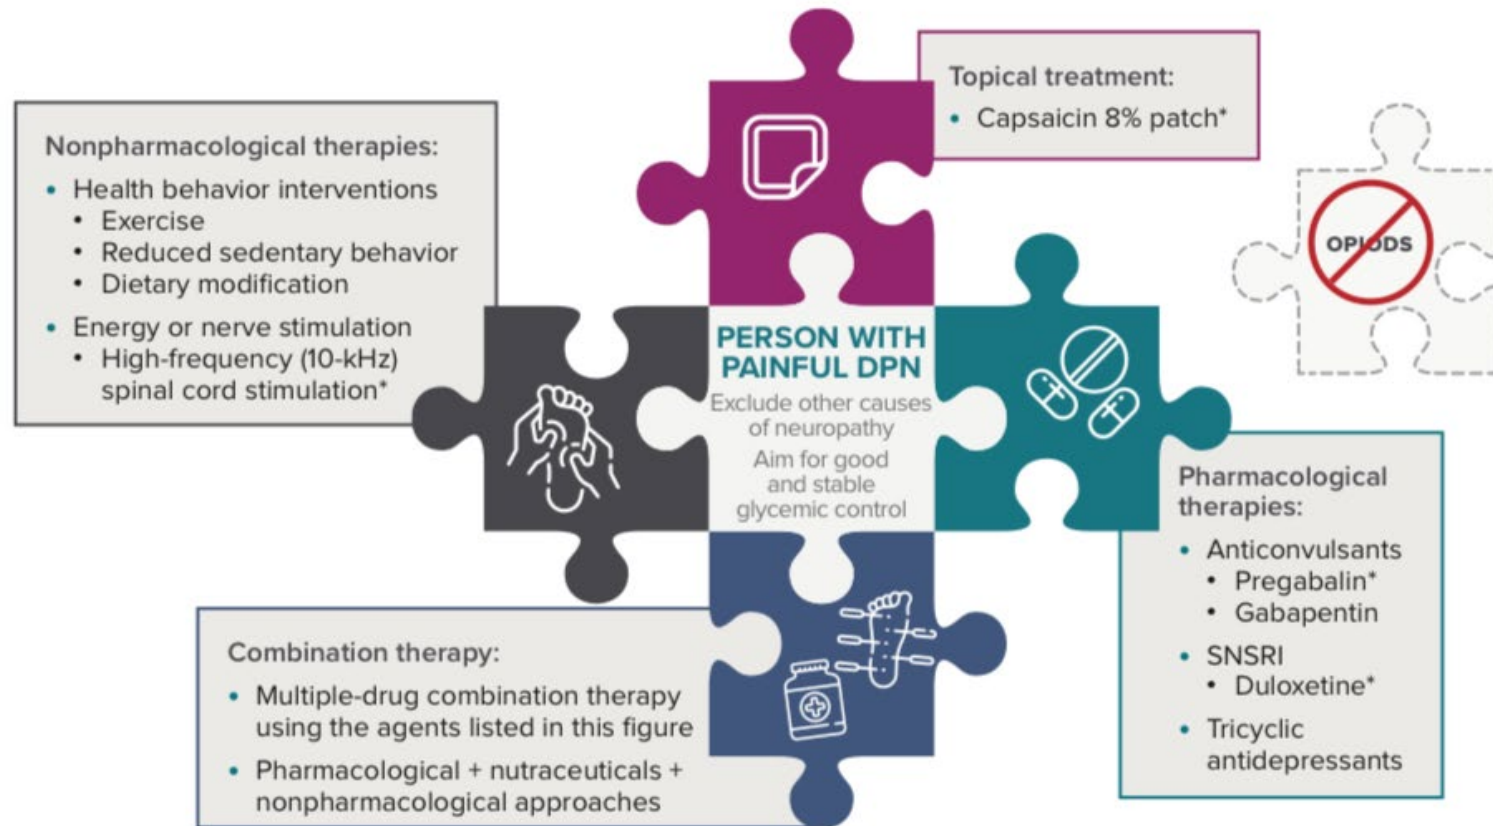 Topical treatment:
• Capsaicin 8% patch*
Nonpharmacological therapies:
• Health behavior interventions
• Exercise
• Reduced sedentary behavior
• Dietary modification
• Energy or nerve stimulation
• High-frequency (10-kHz)
spinal cord stimulation*
OPIODS
PERSON WITH
PAINFUL DPN
Exclude other causes
of neuropathy
Aim for good
and stable
glycemic control
Pharmacological
therapies:
• Anticonvulsants
• Pregabalin*
• Gabapentin
• SNSRI
• Duloxetine*
• Tricyclic
antidepressants
Combination therapy:
• Multiple-drug combination therapy
using the agents listed in this figure
• Pharmacological + nutraceuticals +
nonpharmacological approaches